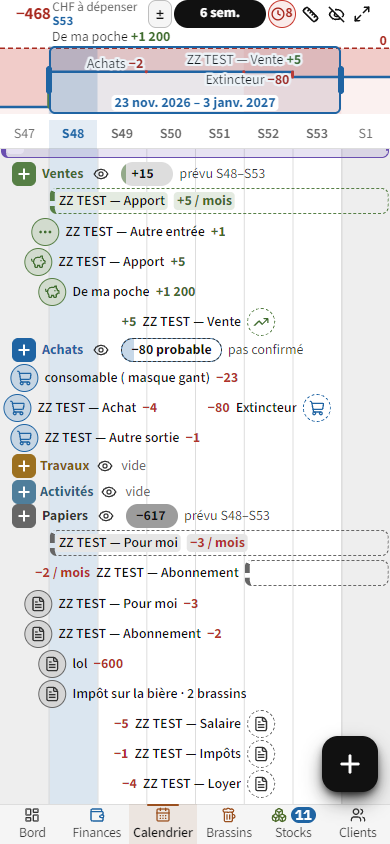 −468 CHF à dépenser
S53
± 6 sem. 8
De ma poche +1 200
0
Achats −2 ZZ TEST — Vente +5
Extincteur −80
23 nov. 2026 – 3 janv. 2027
S47 S48 S49 S50 S51 S52 S53 S1
Ventes +15 prévu S48–S53
ZZ TEST — Apport +5 / mois
ZZ TEST — Autre entrée +1
ZZ TEST — Apport +5
De ma poche +1 200
+5 ZZ TEST — Vente
Achats −80 probable pas confirmé
consomable ( masque gant) −23
ZZ TEST — Achat −4 −80 Extincteur
ZZ TEST — Autre sortie −1
Travaux vide
Activités vide
Papiers −617 prévu S48–S53
ZZ TEST — Pour moi −3 / mois
−2 / mois ZZ TEST — Abonnement
ZZ TEST — Pour moi −3
ZZ TEST — Abonnement −2
lol −600
Impôt sur la bière · 2 brassins
−5 ZZ TEST — Salaire
−1 ZZ TEST — Impôts
−4 ZZ TEST — Loyer
Bord Finances Calendrier Brassins Stocks 11 Clients